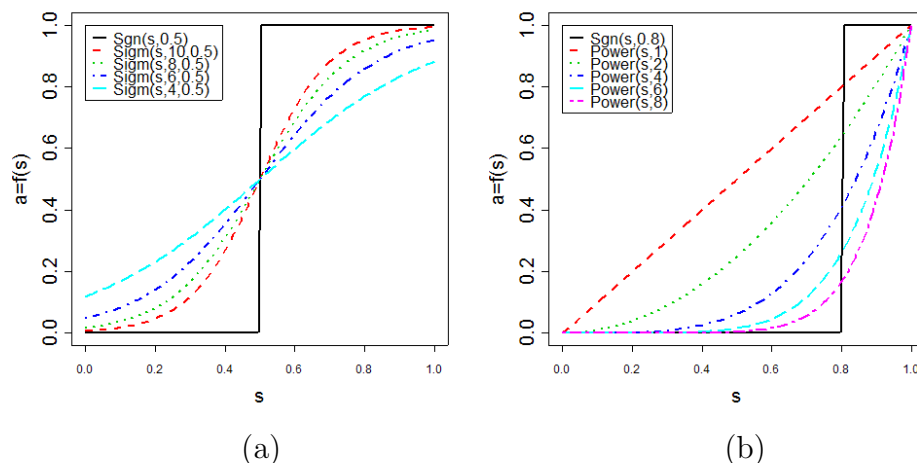 Sgn(s,0.5)
Sigm(s,10,0.5)
Sigm(s,8,0.5)
Sigm(s,6,0.5)
Sigm(s,4,0.5)
a=f(s)
0.0 0.2 0.4 0.6 0.8 1.0
0.0 0.2 0.4 0.6 0.8 1.0
s
(a)
Sgn(s,0.8)
Power(s,1)
Power(s,2)
Power(s,4)
Power(s,6)
Power(s,8)
a=f(s)
0.0 0.2 0.4 0.6 0.8 1.0
0.0 0.2 0.4 0.6 0.8 1.0
s
(b)